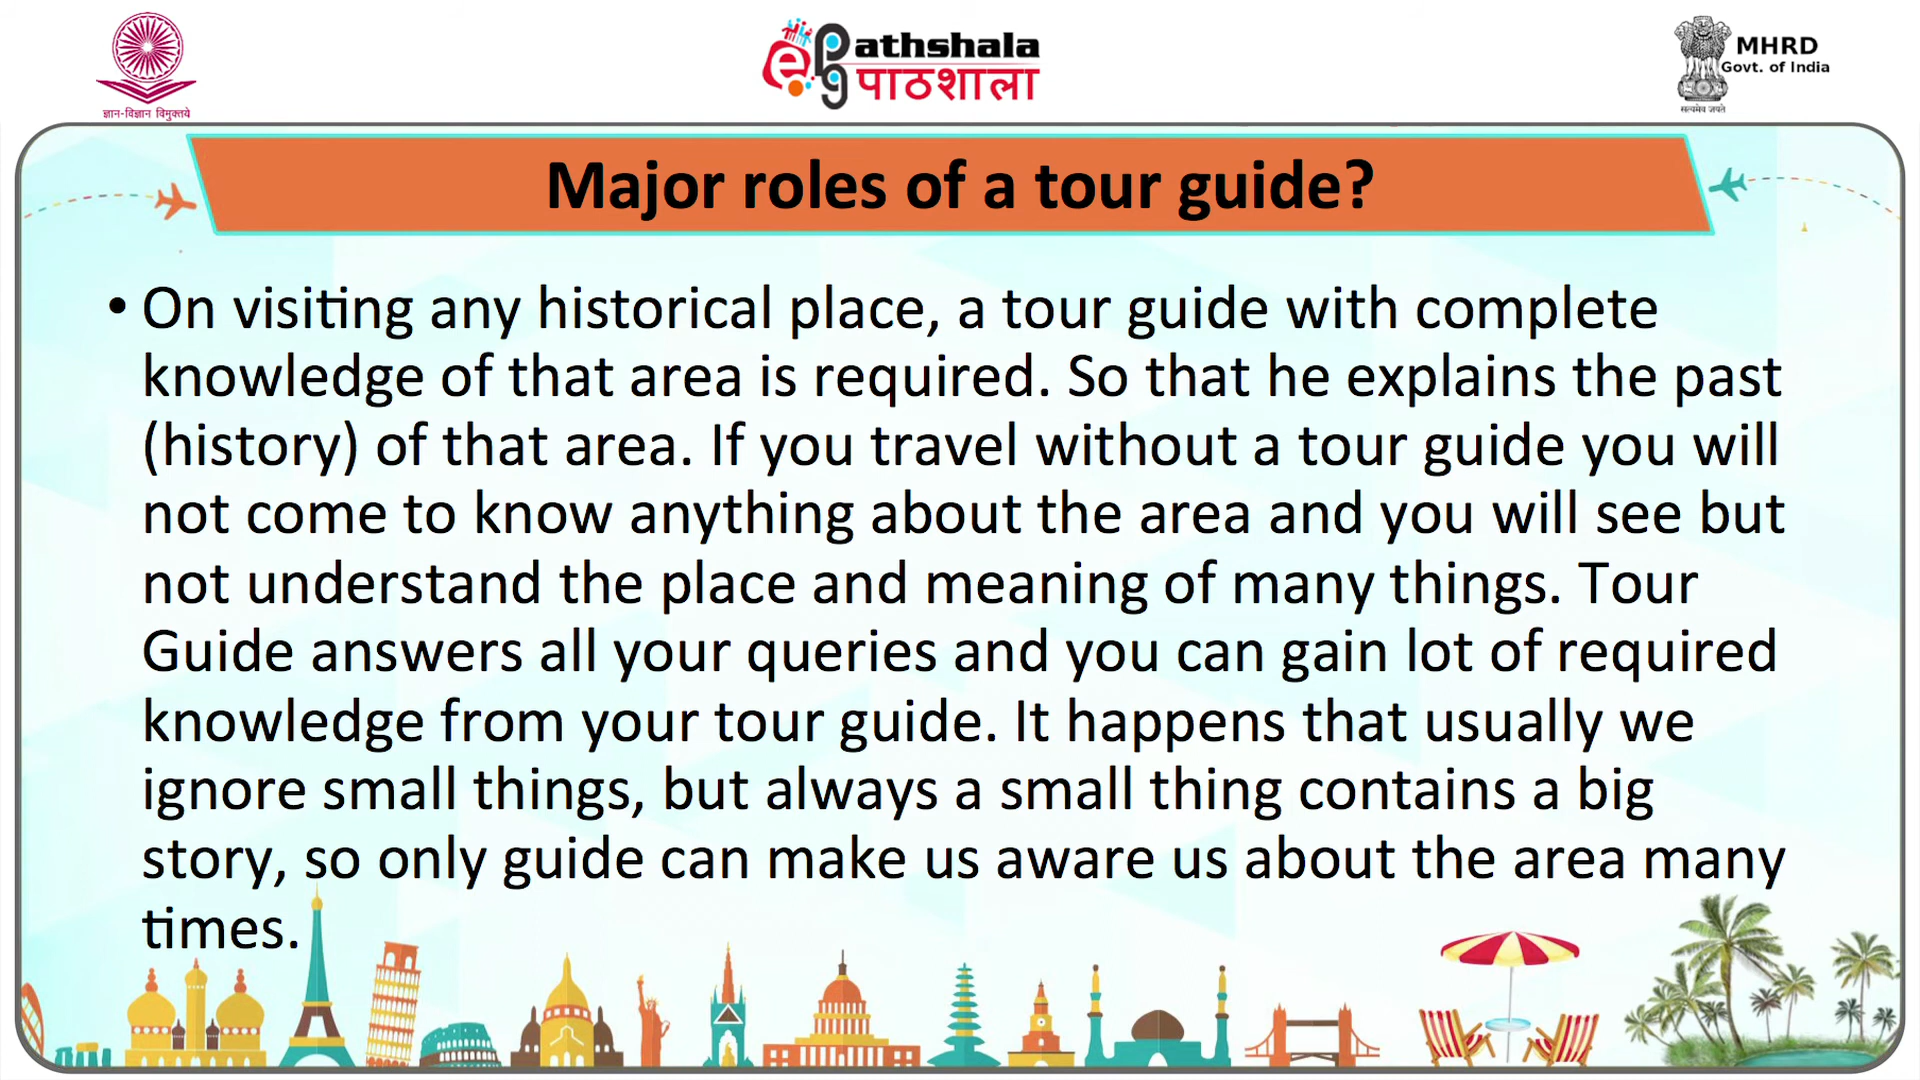 ज्ञान-विज्ञान विमुक्तये
e PG Pathshala
पाठशाला
MHRD
Govt. of India
सत्यमेव जयते
Major roles of a tour guide?
• On visiting any historical place, a tour guide with complete
knowledge of that area is required. So that he explains the past
(history) of that area. If you travel without a tour guide you will
not come to know anything about the area and you will see but
not understand the place and meaning of many things. Tour
Guide answers all your queries and you can gain lot of required
knowledge from your tour guide. It happens that usually we
ignore small things, but always a small thing contains a big
story, so only guide can make us aware us about the area many
times.